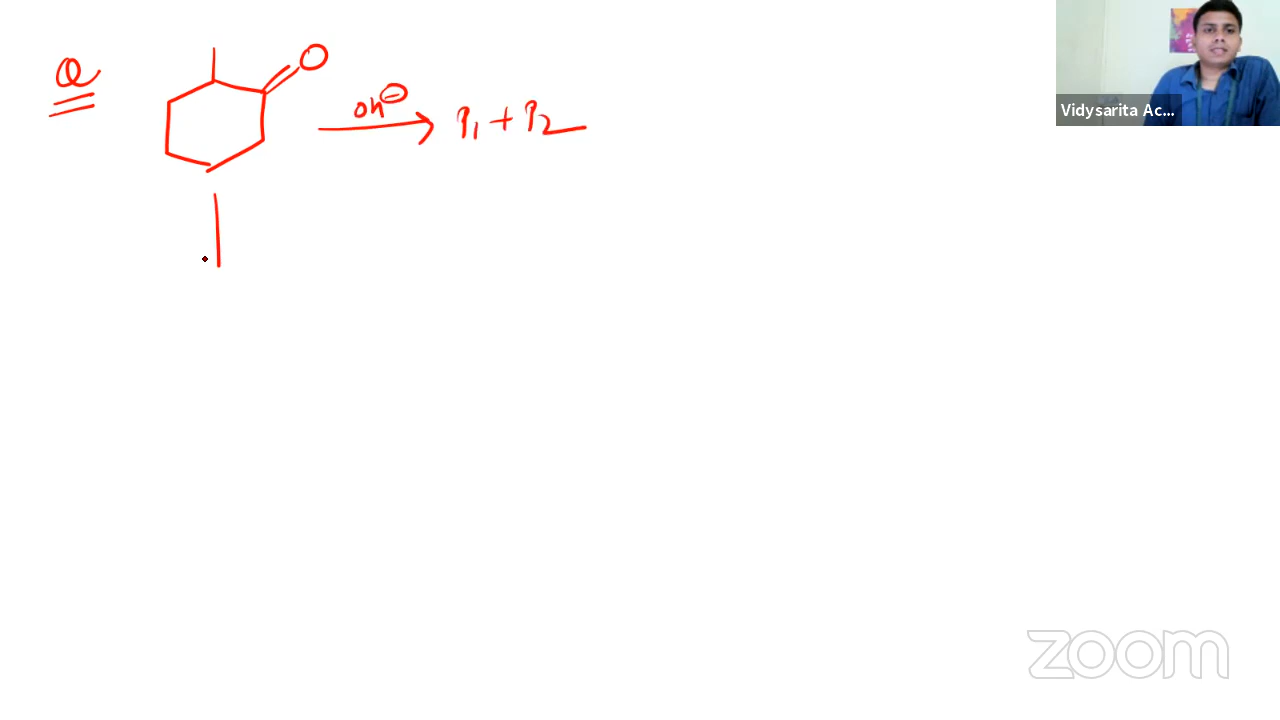 Q
O
OH⊖
P1 + P2
Vidysarita Ac...
zoom